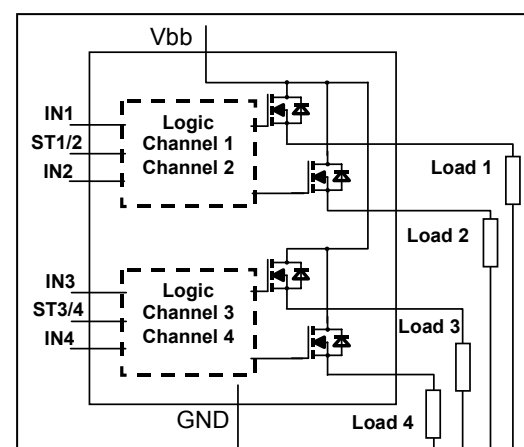 Vbb
IN1
ST1/2
IN2
Logic
Channel 1
Channel 2
Load 1
Load 2
IN3
ST3/4
IN4
Logic
Channel 3
Channel 4
Load 3
GND
Load 4